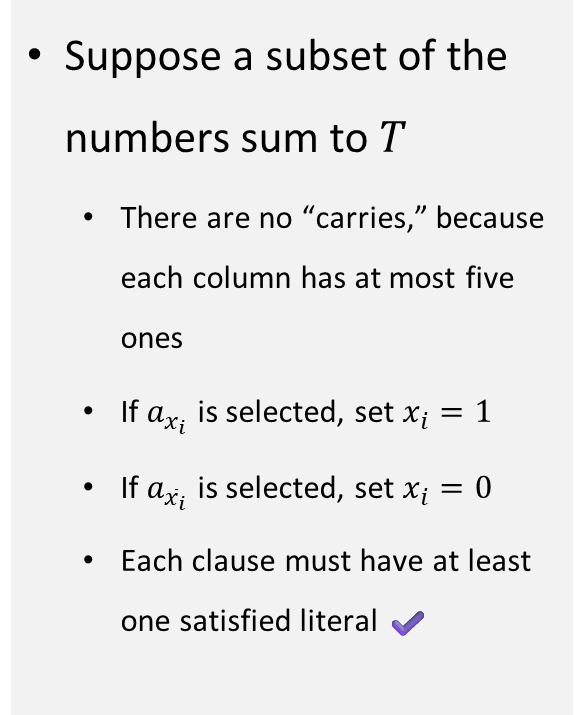 • Suppose a subset of the
numbers sum to T
• There are no “carries,” because
each column has at most five
ones
• If a_{x_i} is selected, set x_i = 1
• If a_{x̄_i} is selected, set x_i = 0
• Each clause must have at least
one satisfied literal ✔